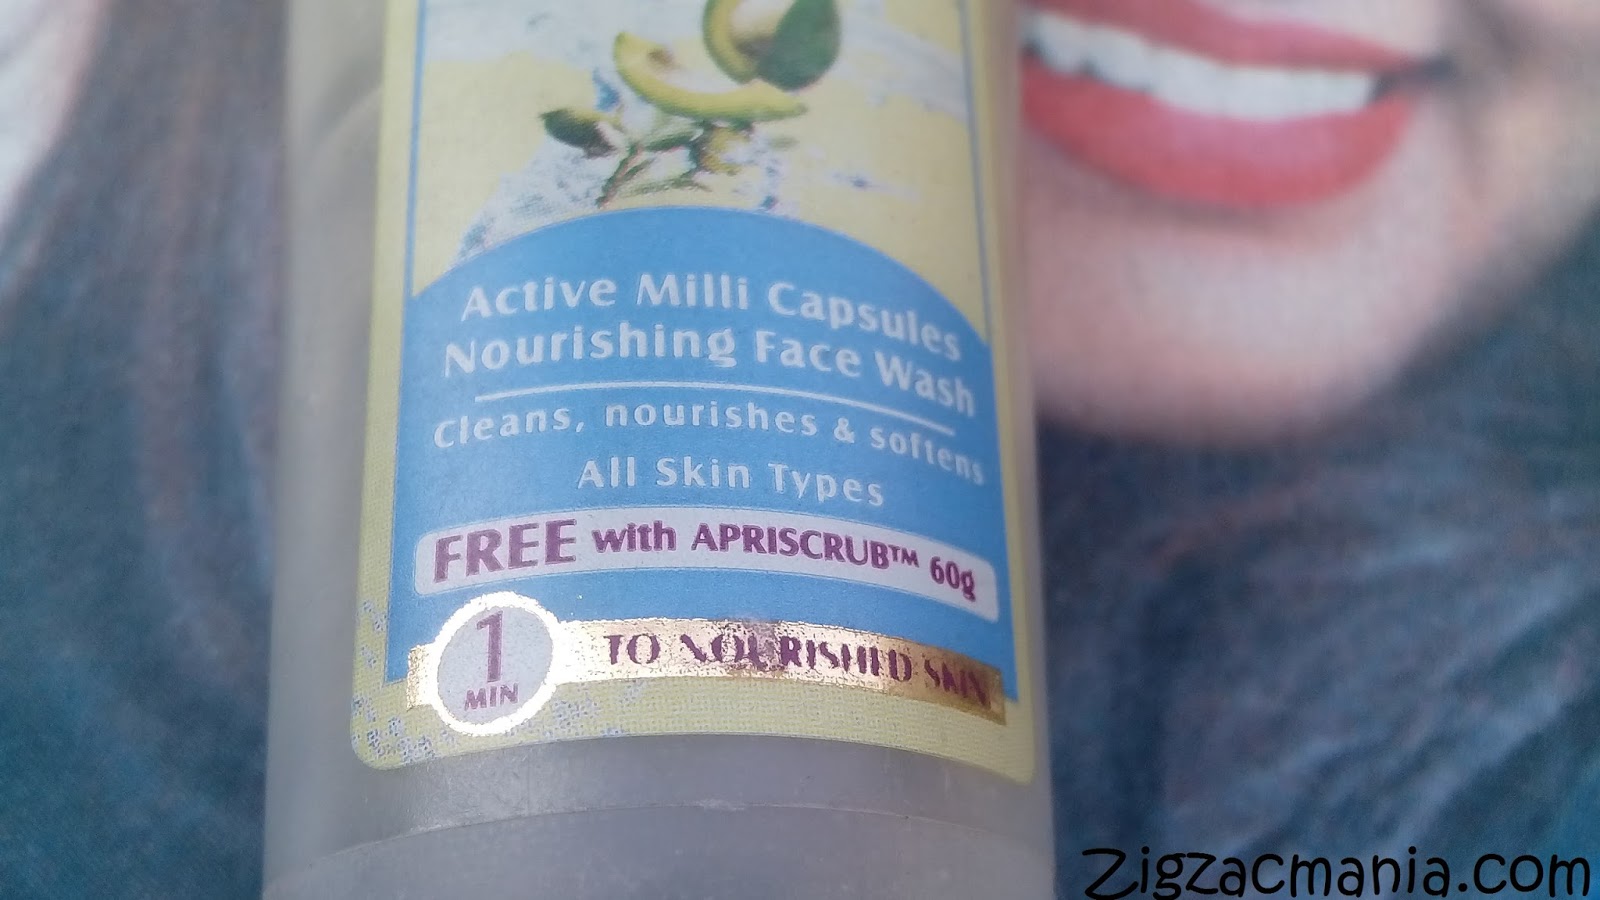 Active Milli Capsules
Nourishing Face Wash
Cleans, nourishes & softens
All Skin Types
FREE with APRISCRUB™ 60g
1 MIN TO NOURISHED SKIN
Zigzacmania.com